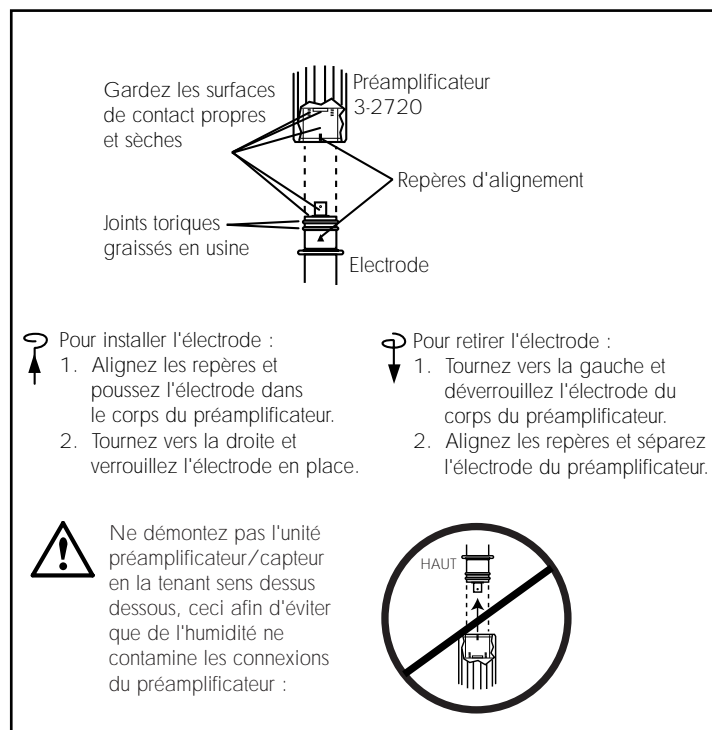 Gardez les surfaces
de contact propres
et sèches
Préamplificateur
3-2720
Repères d'alignement
Joints toriques
graissés en usine
Electrode
Pour installer l'électrode :
1. Alignez les repères et
poussez l'électrode dans
le corps du préamplificateur.
2. Tournez vers la droite et
verrouillez l'électrode en place.
Pour retirer l'électrode :
1. Tournez vers la gauche et
déverrouillez l'électrode du
corps du préamplificateur.
2. Alignez les repères et séparez
l'électrode du préamplificateur.
Ne démontez pas l'unité
préamplificateur/capteur
en la tenant sens dessus
dessous, ceci afin d'éviter
que de l'humidité ne
contamine les connexions
du préamplificateur :
HAUT